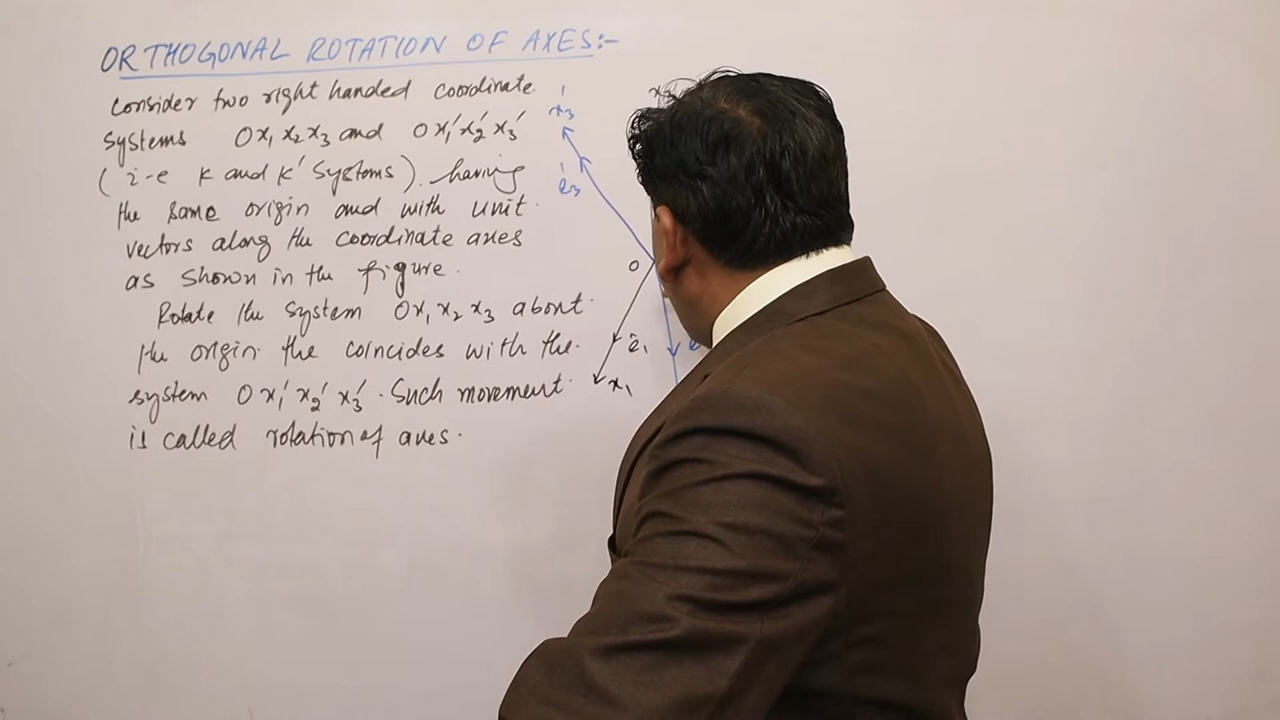 ORTHOGONAL ROTATION OF AXES:-
Consider two right handed coordinate
systems Ox₁x₂x₃ and Ox₁'x₂'x₃'
(i-e K and K' systems). having
the same origin and with unit
vectors along the coordinate axes
as shown in the figure.
Rotate the system Ox₁x₂x₃ about
the origin the coincides with the
system Ox₁'x₂'x₃'. Such movement
is called rotation of axes.
x₃'
ê₃'
O
ê₁
x₁